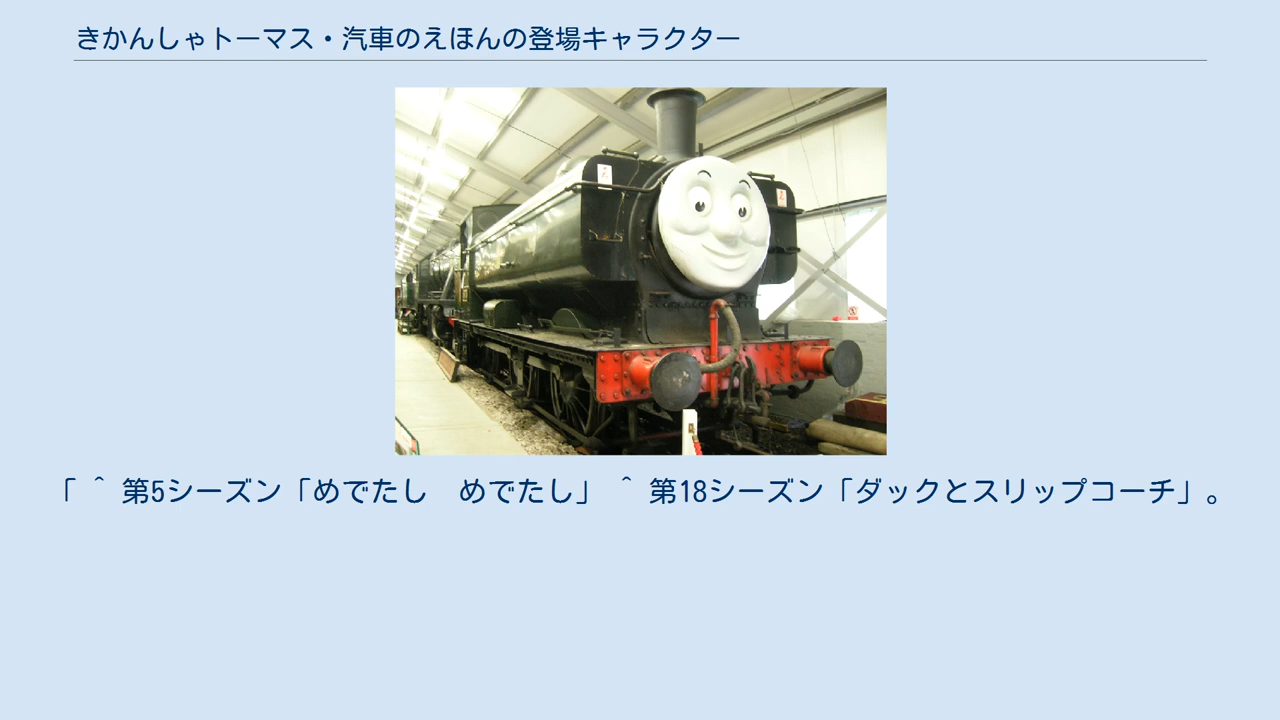 きかんしゃトーマス・汽車のえほんの登場キャラクター
「 ^ 第5シーズン「めでたし　めでたし」 ^ 第18シーズン「ダックとスリップコーチ」。